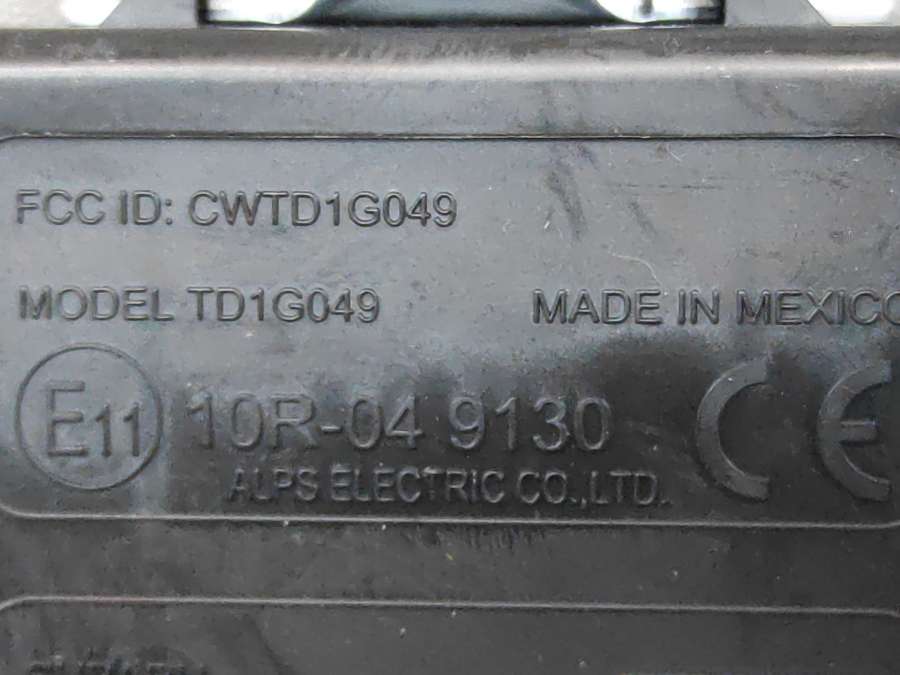 FCC ID: CWTD1G049
MODEL TD1G049 MADE IN MEXICO
E11 10R-04 9130 CE
ALPS ELECTRIC CO.,LTD.